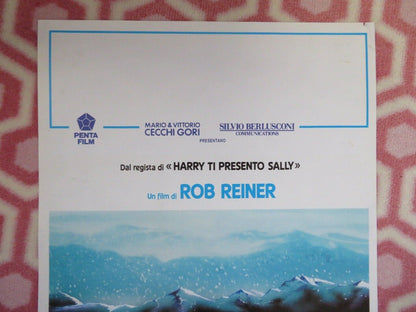 PENTA
FILM
MARIO & VITTORIO
CECCHI GORI
SILVIO BERLUSCONI
COMMUNICATIONS
PRESENTANO
Dal regista di « HARRY TI PRESENTO SALLY»
Un film di ROB REINER